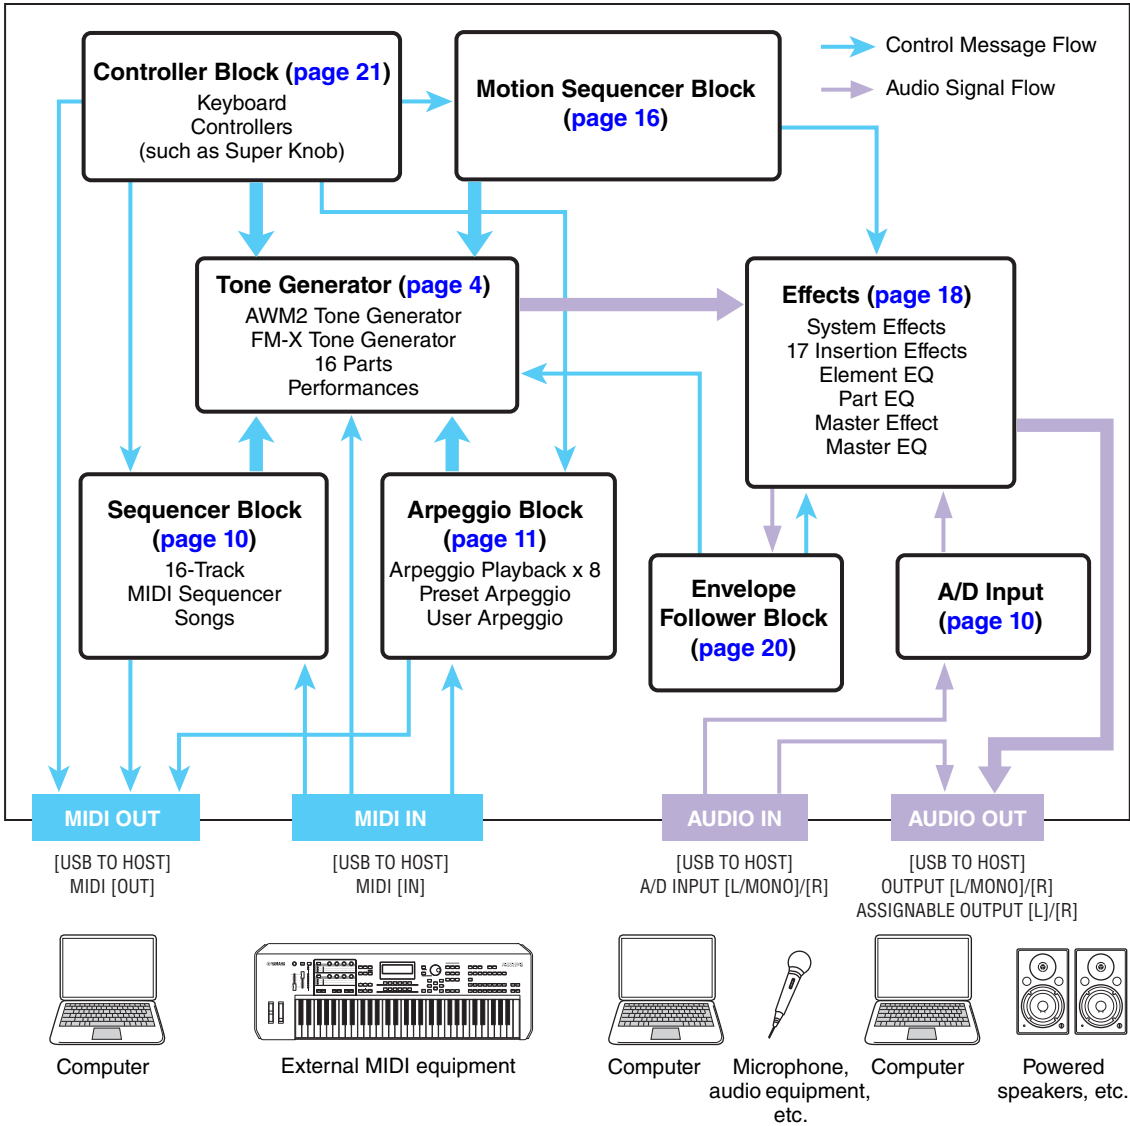 Control Message Flow
Audio Signal Flow
Controller Block (page 21)
Keyboard
Controllers
(such as Super Knob)
Motion Sequencer Block
(page 16)
Tone Generator (page 4)
AWM2 Tone Generator
FM-X Tone Generator
16 Parts
Performances
Effects (page 18)
System Effects
17 Insertion Effects
Element EQ
Part EQ
Master Effect
Master EQ
Sequencer Block
(page 10)
16-Track
MIDI Sequencer
Songs
Arpeggio Block
(page 11)
Arpeggio Playback x 8
Preset Arpeggio
User Arpeggio
Envelope
Follower Block
(page 20)
A/D Input
(page 10)
MIDI OUT
MIDI IN
AUDIO IN
AUDIO OUT
[USB TO HOST]
MIDI [OUT]
[USB TO HOST]
MIDI [IN]
[USB TO HOST]
A/D INPUT [L/MONO]/[R]
[USB TO HOST]
OUTPUT [L/MONO]/[R]
ASSIGNABLE OUTPUT [L]/[R]
Computer
External MIDI equipment
Computer
Microphone,
audio equipment,
etc.
Computer
Powered
speakers, etc.